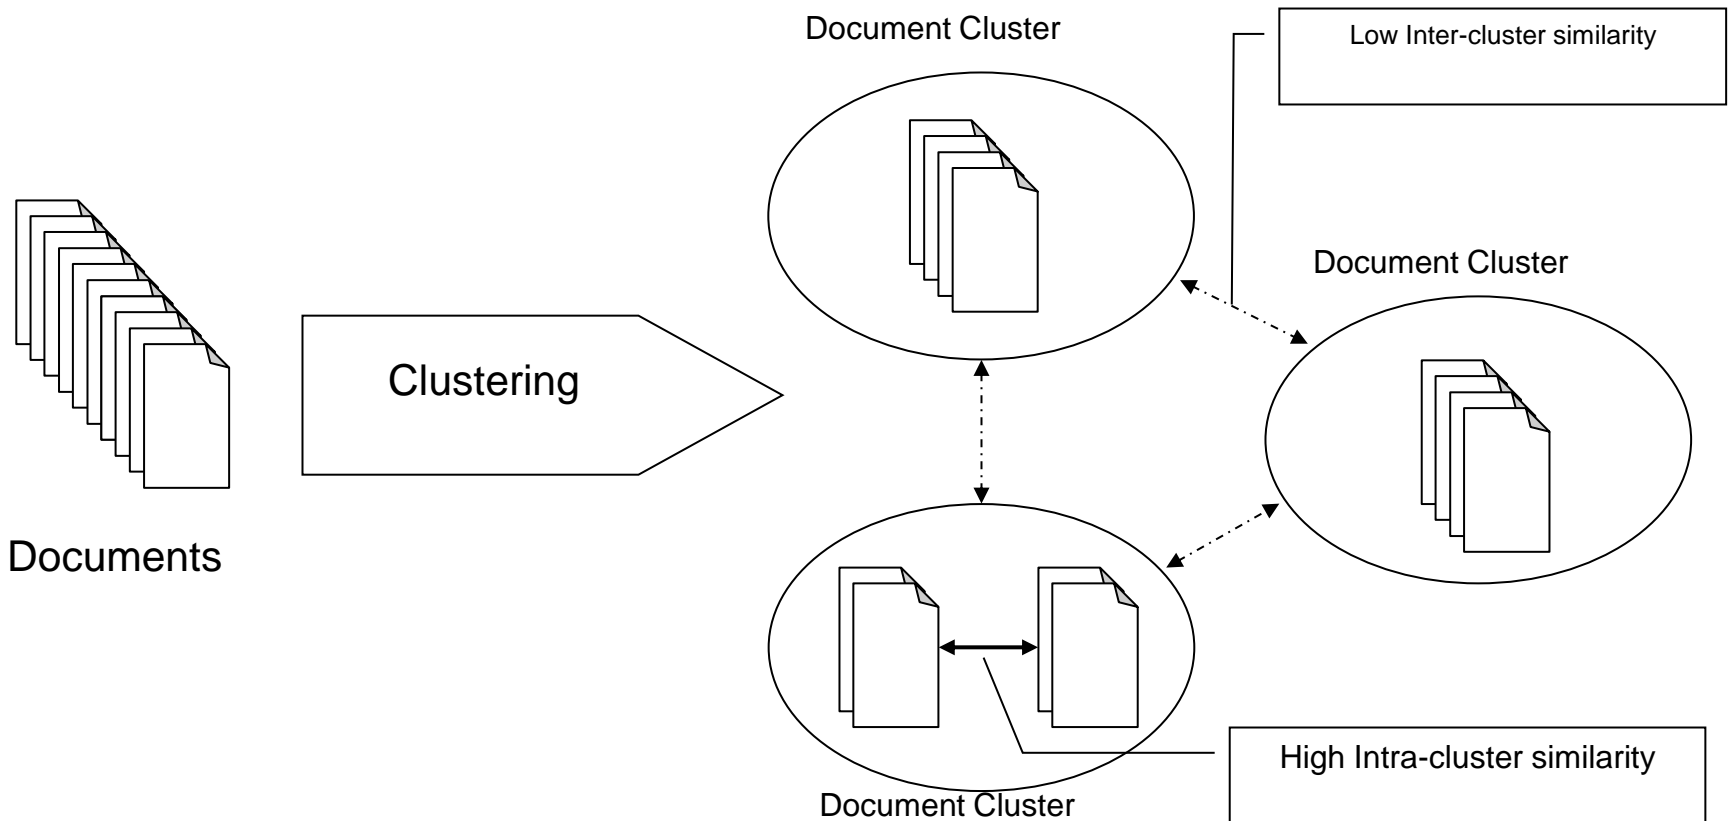 Document Cluster
Low Inter-cluster similarity
Document Cluster
Clustering
Documents
High Intra-cluster similarity
Document Cluster